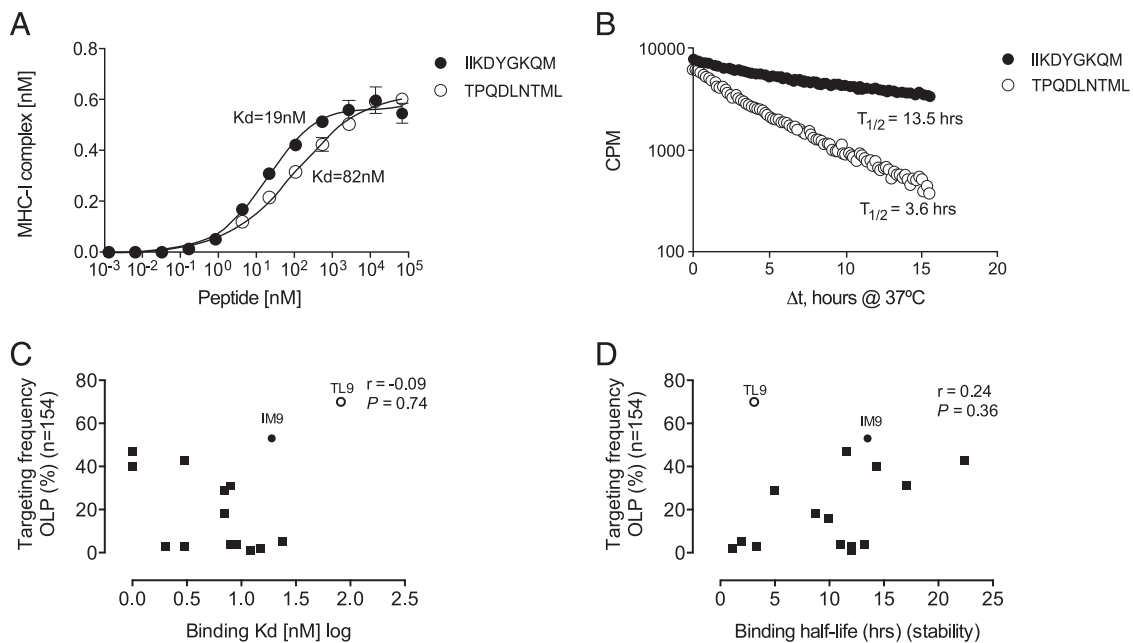 A
MHC-I complex [nM]
0.8
0.6
0.4
0.2
0.0
Kd=19nM
Kd=82nM
IIKDYGKQM
TPQDLNTML
10-3 10-2 10-1 100 101 102 103 104 105
Peptide [nM]
B
CPM
10000
1000
100
IIKDYGKQM
TPQDLNTML
T1/2 = 13.5 hrs
T1/2 = 3.6 hrs
0 5 10 15 20
Δt, hours @ 37ºC
C
Targeting frequency
OLP (%) (n=154)
80
60
40
20
0
TL9
IM9
r = -0.09
P = 0.74
0.0 0.5 1.0 1.5 2.0 2.5
Binding Kd [nM] log
D
Targeting frequency
OLP (%) (n=154)
80
60
40
20
0
TL9
IM9
r = 0.24
P = 0.36
0 5 10 15 20 25
Binding half-life (hrs) (stability)